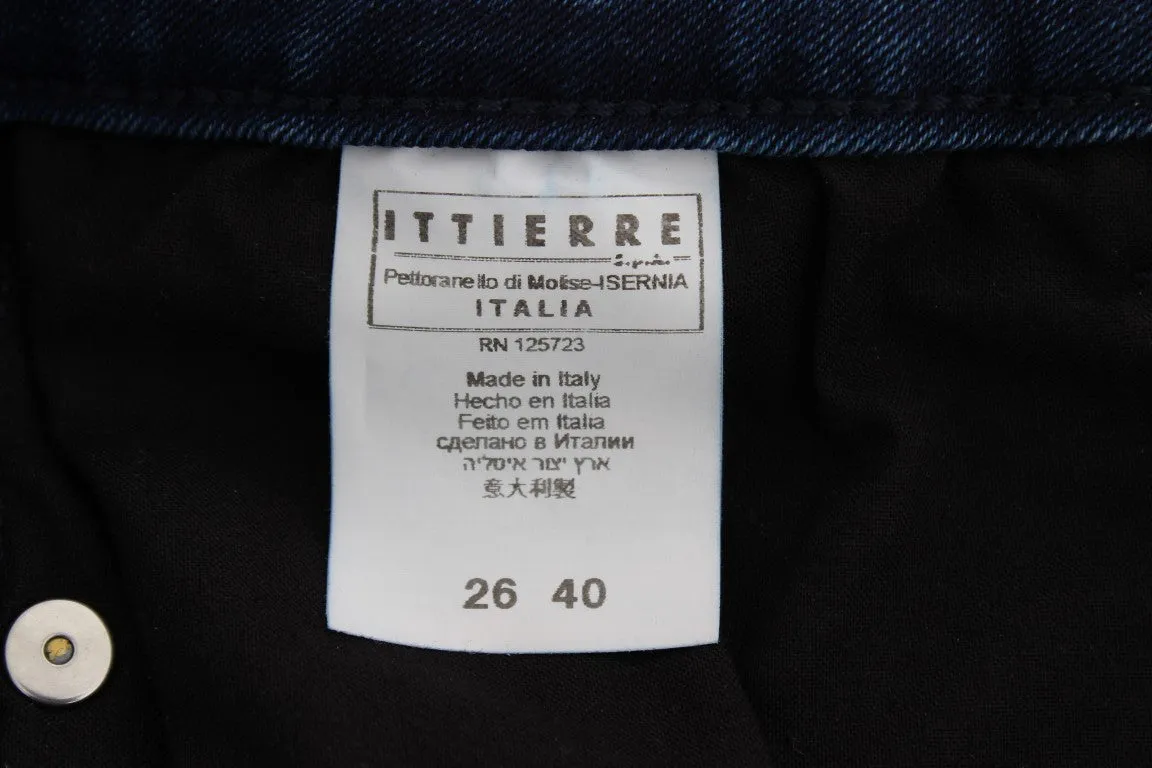 ITTIERRE
S.p.A.
Pettoranello di Molise-ISERNIA
ITALIA
RN 125723
Made in Italy
Hecho en Italia
Feito em Italia
сделано в Италии
ארץ יצור איטליה
意大利製
26 40